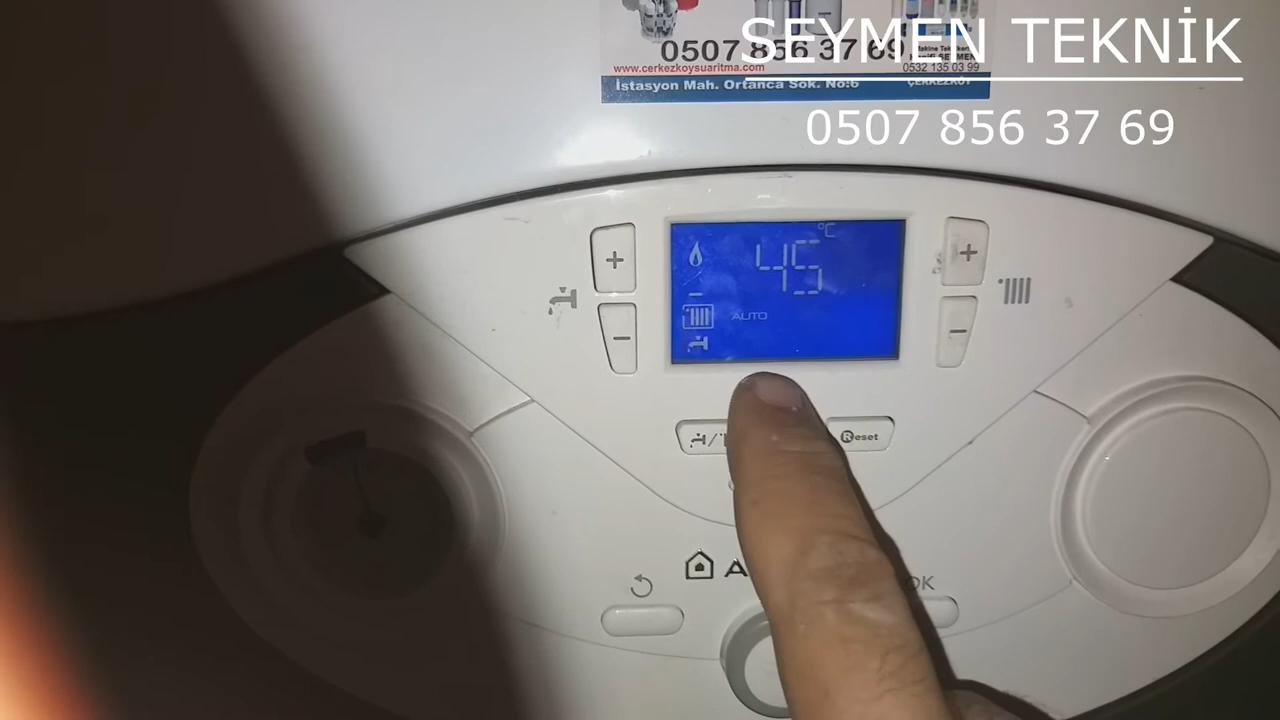 SEYMEN TEKNİK
0507 856 37 69
0507 856 37 69
www.cerkezkoysuaritma.com
0532 135 03 99
İstasyon Mah. Ortanca Sok. No:6
ÇERKEZKÖY
°C
45
AUTO
+
+
−
−
Reset
OK